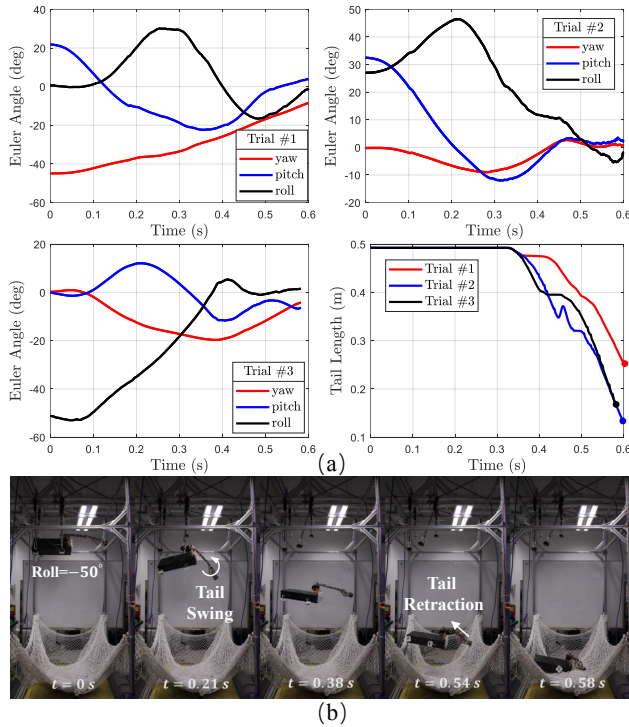 40
20
0
-20
-40
-60
Euler Angle (deg)
0
0.1
0.2
0.3
0.4
0.5
0.6
Time (s)
Trial #1
yaw
pitch
roll
50
40
30
20
10
0
-10
-20
Euler Angle (deg)
0
0.1
0.2
0.3
0.4
0.5
0.6
Time (s)
Trial #2
yaw
pitch
roll
20
0
-20
-40
-60
Euler Angle (deg)
0
0.1
0.2
0.3
0.4
0.5
0.6
Time (s)
Trial #3
yaw
pitch
roll
0.5
0.4
0.3
0.2
0.1
Tail Length (m)
0
0.1
0.2
0.3
0.4
0.5
0.6
Time (s)
Trial #1
Trial #2
Trial #3
(a)
Roll=−50°
Tail
Swing
Tail
Retraction
t = 0 s
t = 0.21 s
t = 0.38 s
t = 0.54 s
t = 0.58 s
(b)